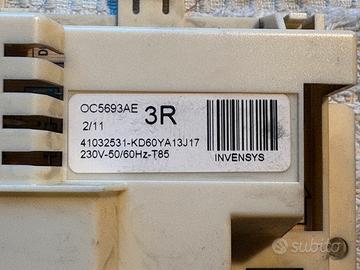 OC5693AE 3R
2/11
41032531-KD60YA13J17
230V-50/60Hz-T85
INVENSYS
subito